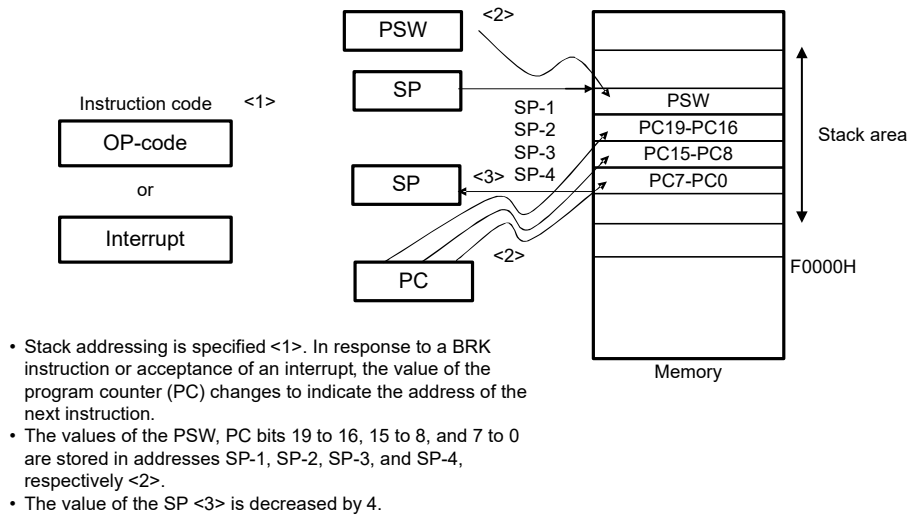 PSW
<2>
SP
Instruction code <1>
OP-code
or
Interrupt
SP-1
SP-2
SP-3
SP-4
PSW
PC19-PC16
PC15-PC8
PC7-PC0
Stack area
SP
<3>
<2>
PC
F0000H
Memory
• Stack addressing is specified <1>. In response to a BRK
instruction or acceptance of an interrupt, the value of the
program counter (PC) changes to indicate the address of the
next instruction.
• The values of the PSW, PC bits 19 to 16, 15 to 8, and 7 to 0
are stored in addresses SP-1, SP-2, SP-3, and SP-4,
respectively <2>.
• The value of the SP <3> is decreased by 4.